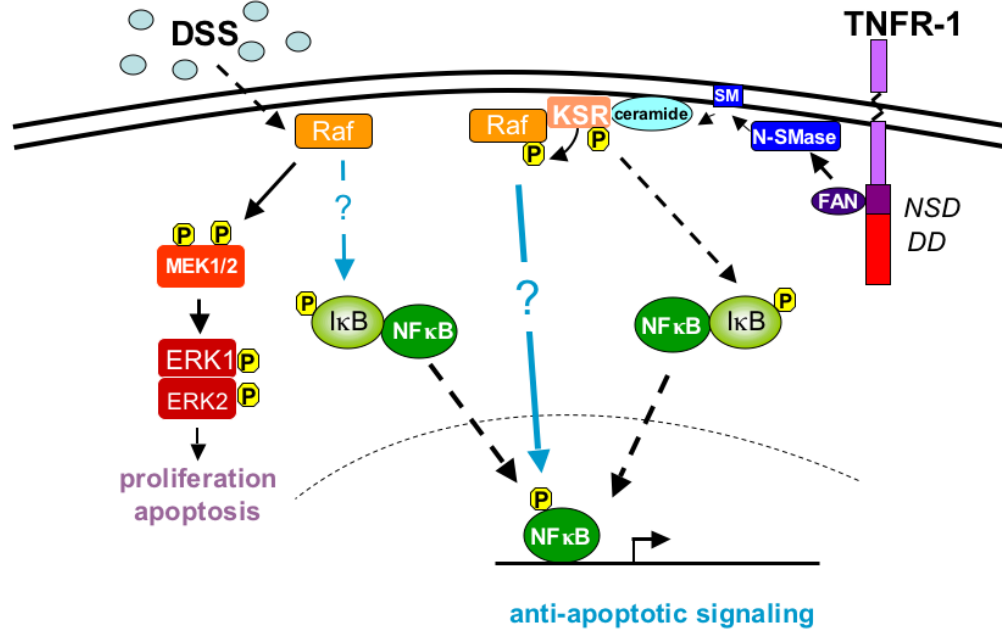 DSS
TNFR-1
Raf
Raf
KSR
ceramide
SM
N-SMase
P
P
FAN
NSD
DD
?
P
P
MEK1/2
?
P
IκB
NFκB
NFκB
IκB
P
ERK1
P
ERK2
P
proliferation
apoptosis
P
NFκB
anti-apoptotic signaling